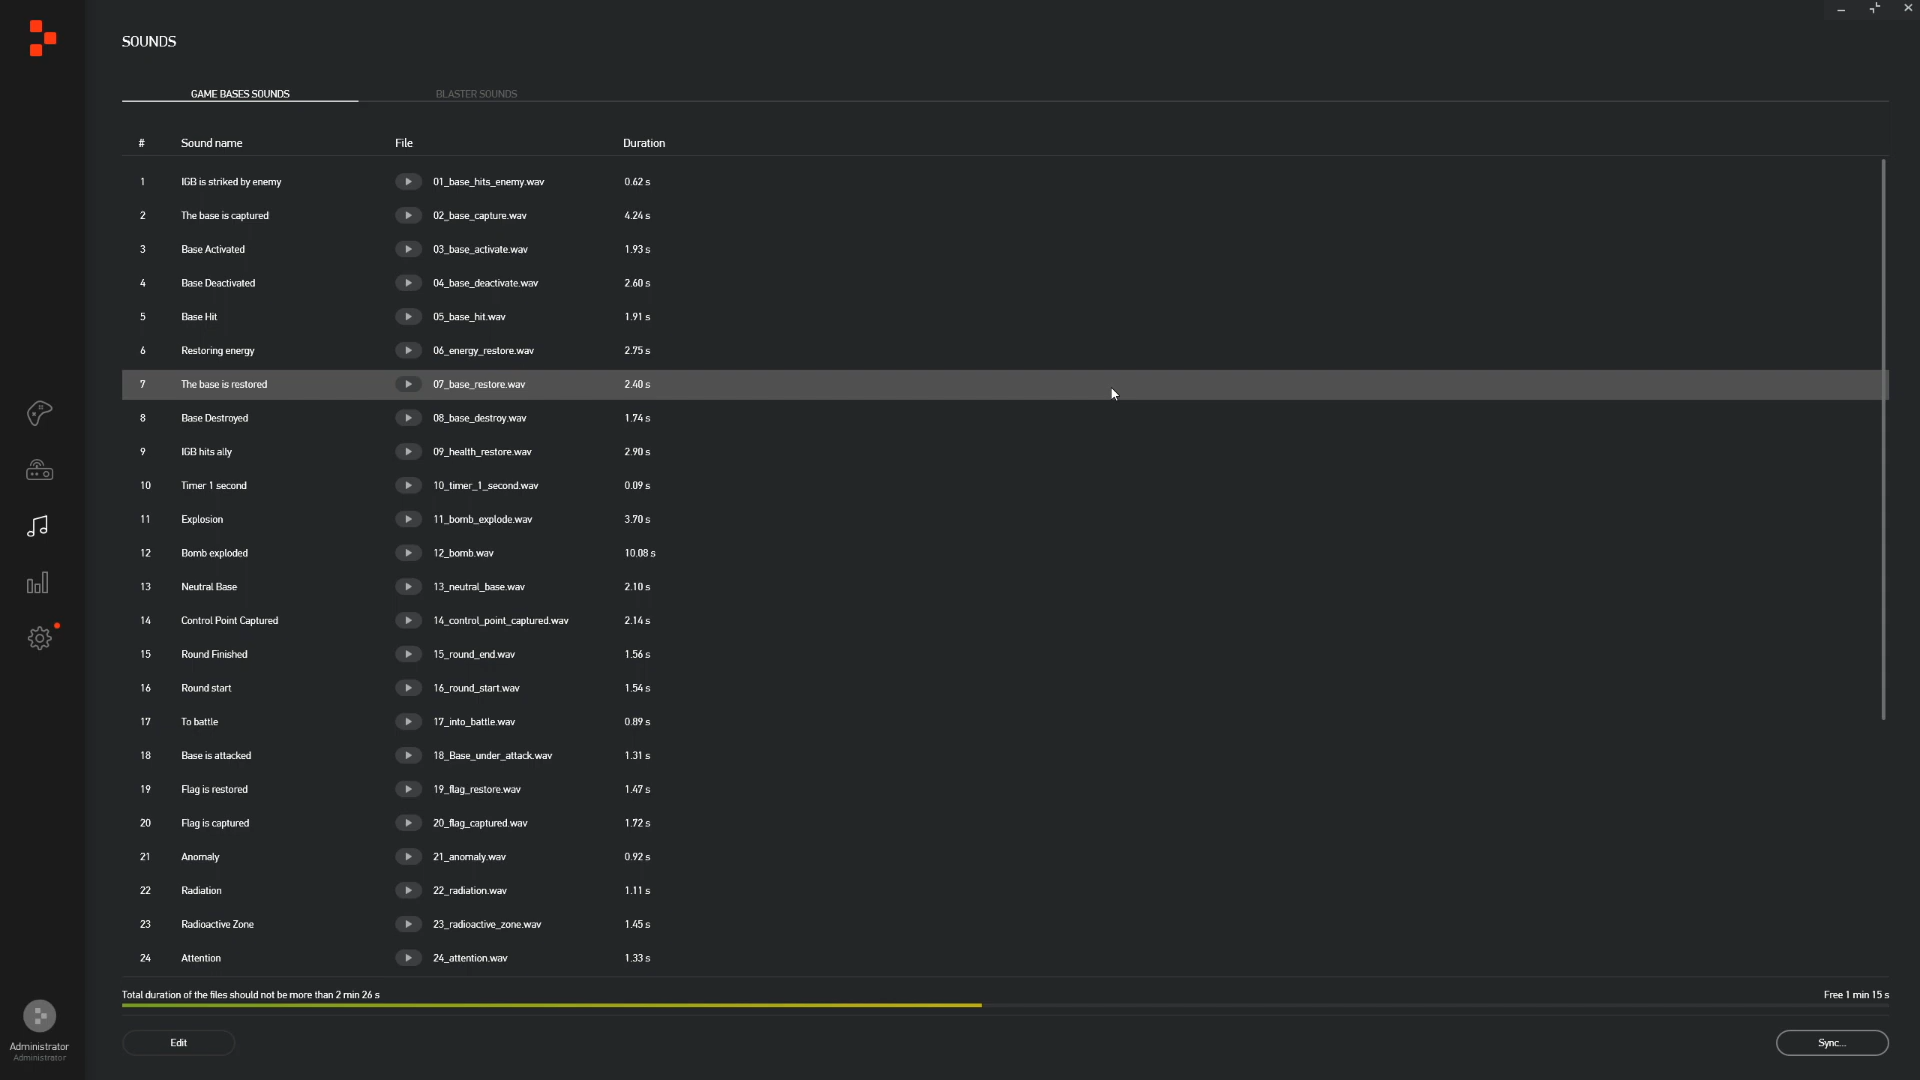 SOUNDS
GAME BASES SOUNDS BLASTER SOUNDS
# Sound name File Duration
1 IGB is striked by enemy 01_base_hits_enemy.wav 0.62 s
2 The base is captured 02_base_capture.wav 4.24 s
3 Base Activated 03_base_activate.wav 1.93 s
4 Base Deactivated 04_base_deactivate.wav 2.60 s
5 Base Hit 05_base_hit.wav 1.91 s
6 Restoring energy 06_energy_restore.wav 2.75 s
7 The base is restored 07_base_restore.wav 2.40 s
8 Base Destroyed 08_base_destroy.wav 1.74 s
9 IGB hits ally 09_health_restore.wav 2.90 s
10 Timer 1 second 10_timer_1_second.wav 0.09 s
11 Explosion 11_bomb_explode.wav 3.70 s
12 Bomb exploded 12_bomb.wav 10.08 s
13 Neutral Base 13_neutral_base.wav 2.10 s
14 Control Point Captured 14_control_point_captured.wav 2.14 s
15 Round Finished 15_round_end.wav 1.56 s
16 Round start 16_round_start.wav 1.54 s
17 To battle 17_into_battle.wav 0.89 s
18 Base is attacked 18_Base_under_attack.wav 1.31 s
19 Flag is restored 19_flag_restore.wav 1.47 s
20 Flag is captured 20_flag_captured.wav 1.72 s
21 Anomaly 21_anomaly.wav 0.92 s
22 Radiation 22_radiation.wav 1.11 s
23 Radioactive Zone 23_radioactive_zone.wav 1.45 s
24 Attention 24_attention.wav 1.33 s
Total duration of the files should not be more than 2 min 26 s Free 1 min 15 s
Edit Sync...
Administrator
Administrator